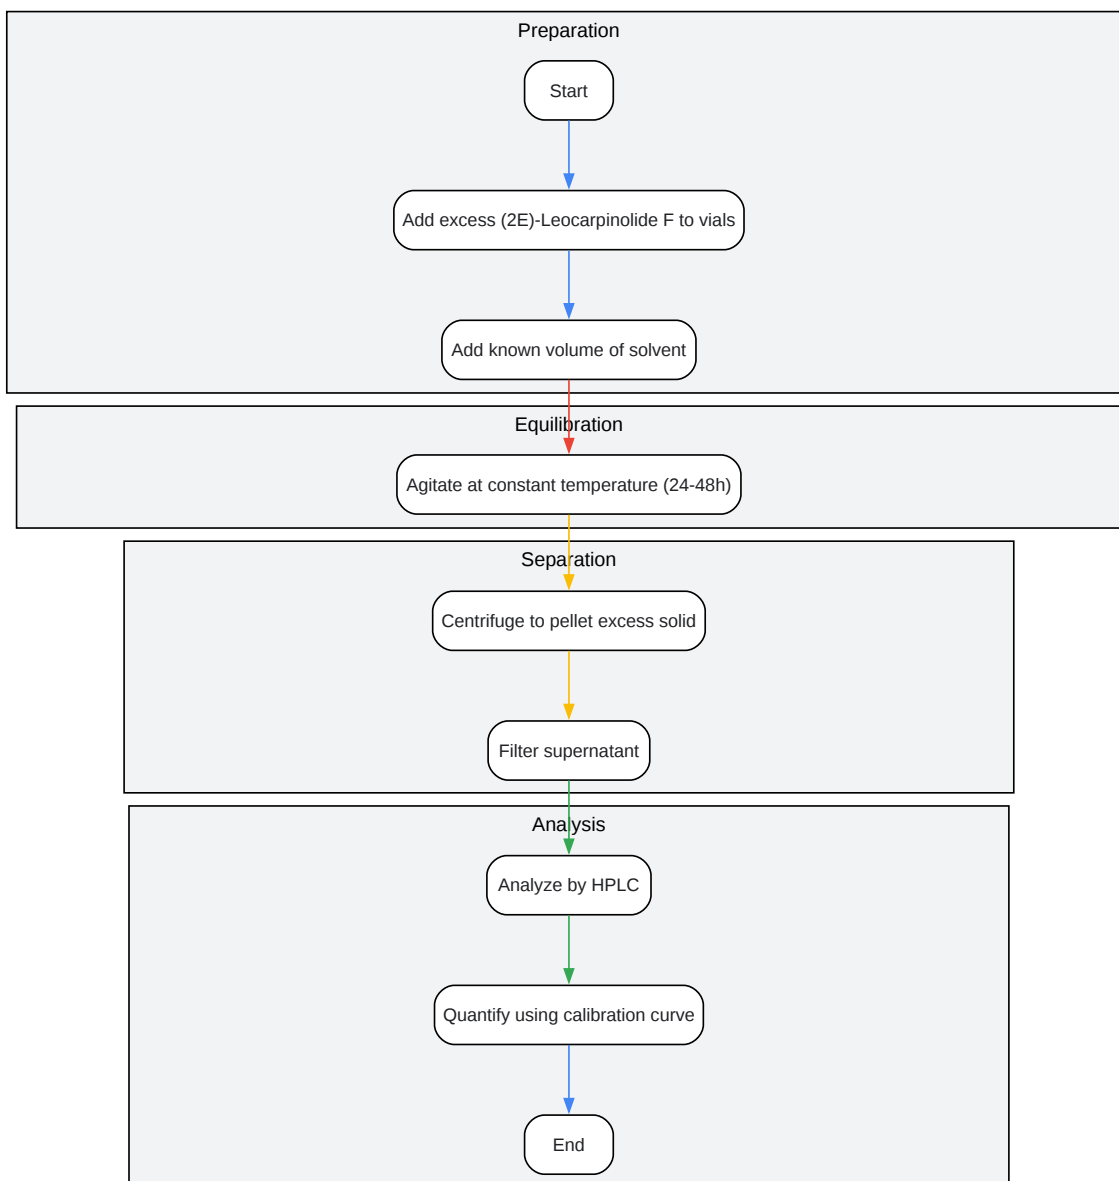 Preparation
Start
Add excess (2E)-Leocarpinolide F to vials
Add known volume of solvent
Equilibration
Agitate at constant temperature (24-48h)
Separation
Centrifuge to pellet excess solid
Filter supernatant
Analysis
Analyze by HPLC
Quantify using calibration curve
End